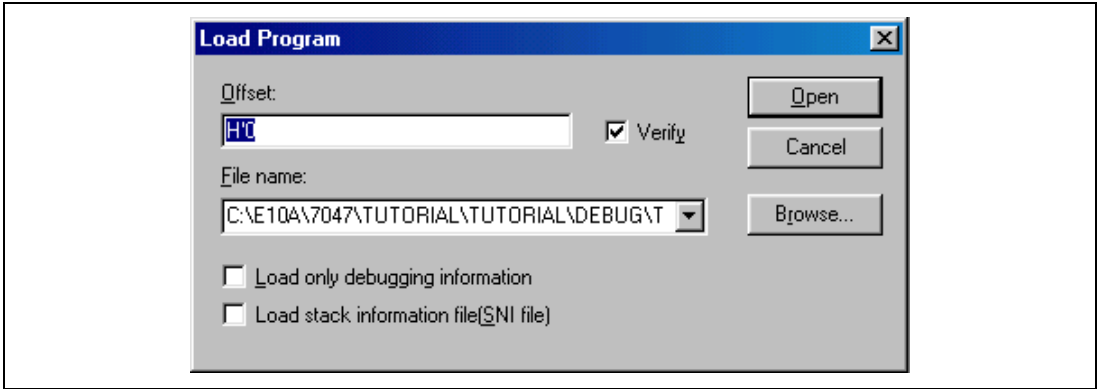 Load Program
Offset:
H'0
Verify
Open
Cancel
File name:
C:\E10A\7047\TUTORIAL\TUTORIAL\DEBUG\T
Browse...
Load only debugging information
Load stack information file(SNI file)